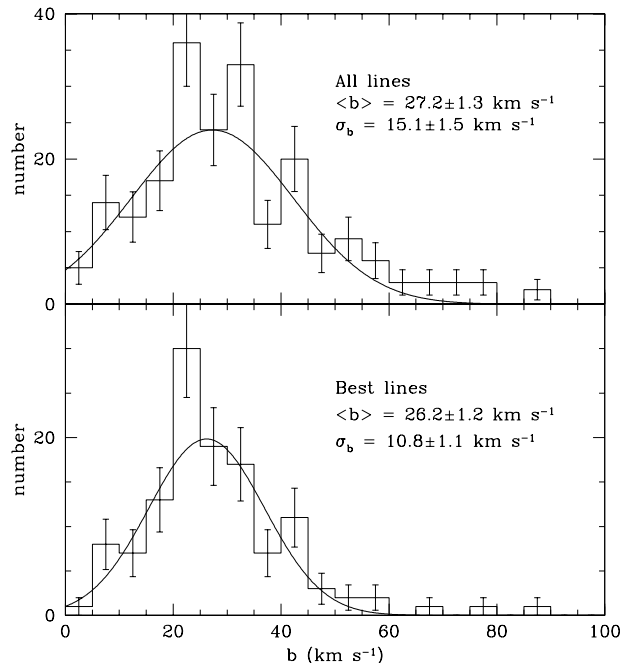 40
All lines
<b> = 27.2±1.3 km s⁻¹
σb = 15.1±1.5 km s⁻¹
number
20
0
Best lines
<b> = 26.2±1.2 km s⁻¹
20
σb = 10.8±1.1 km s⁻¹
number
0
0 20 40 60 80 100
b (km s⁻¹)